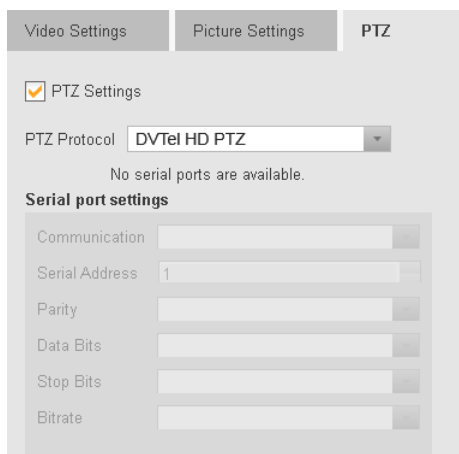 Video Settings Picture Settings PTZ
PTZ Settings
PTZ Protocol DVTel HD PTZ
No serial ports are available.
Serial port settings
Communication
Serial Address 1
Parity
Data Bits
Stop Bits
Bitrate